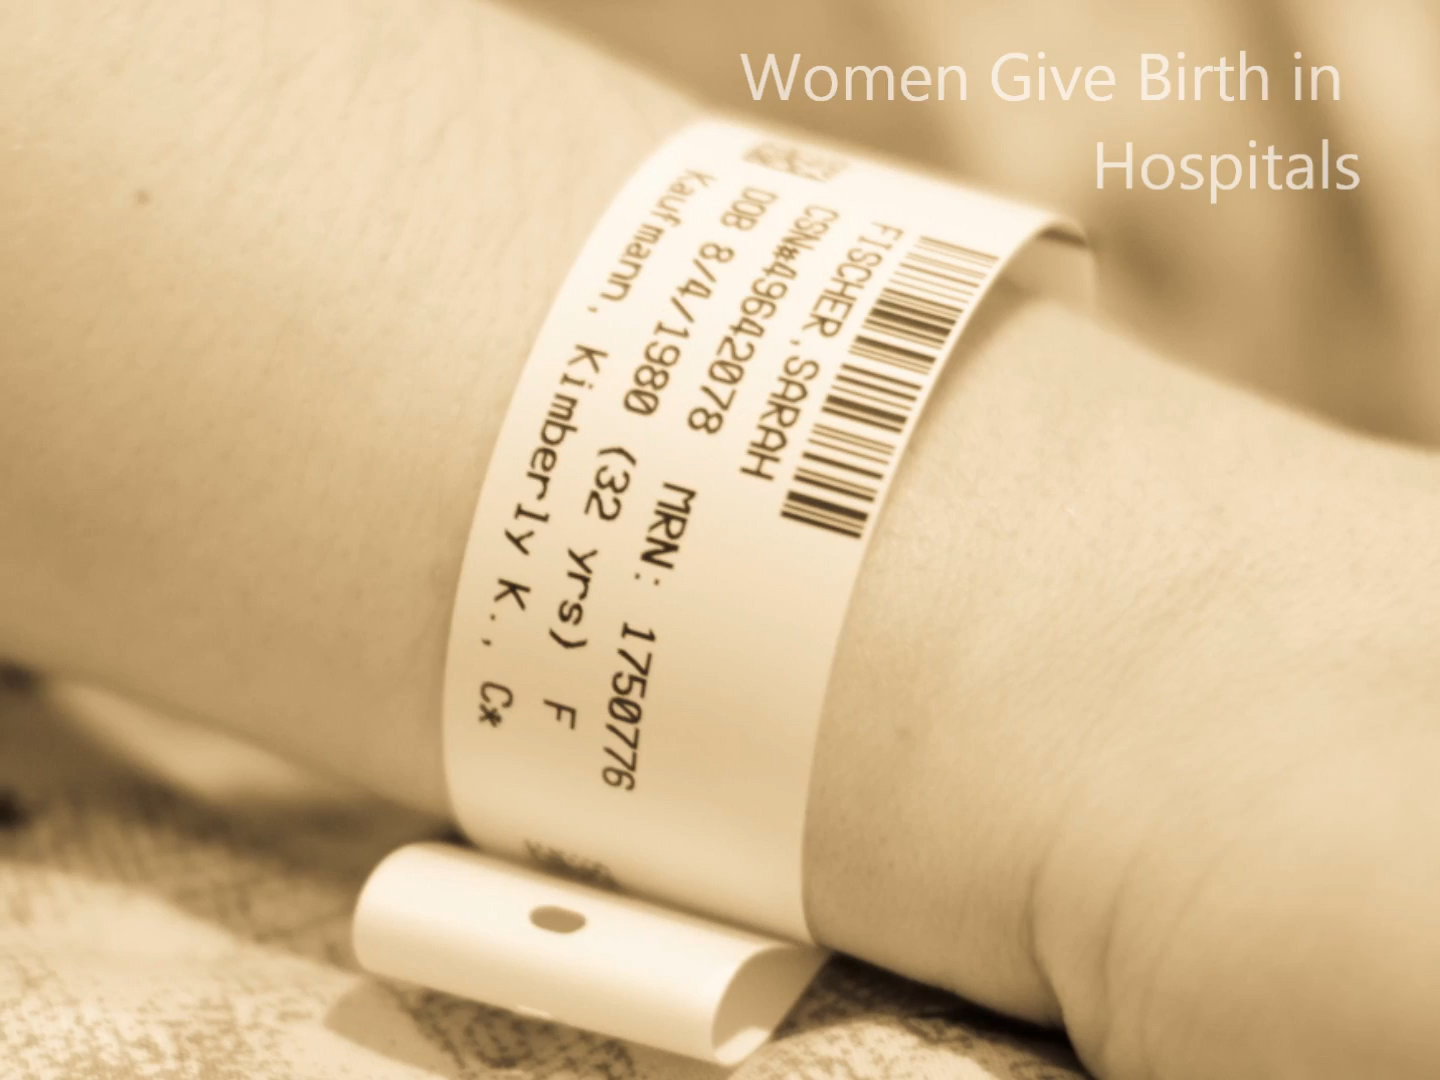 Women Give Birth in
Hospitals
FISCHER,SARAH
CSN#49642078 MRN: 1750776
DOB 8/4/1980 (32 yrs) F
Kaufmann, Kimberly K., C*